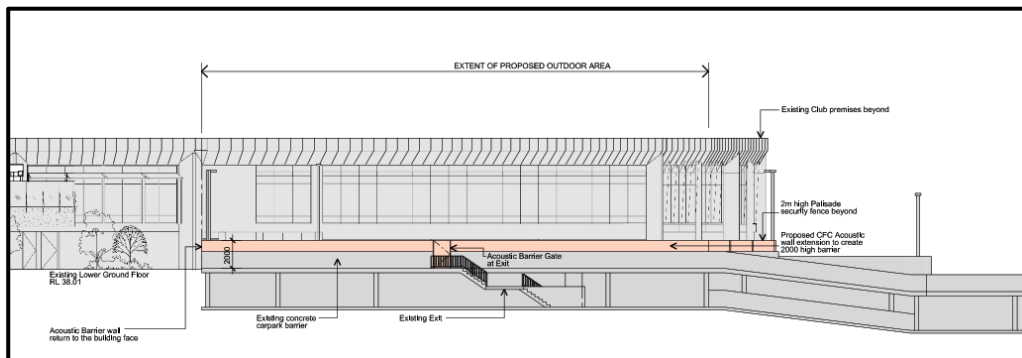 EXTENT OF PROPOSED OUTDOOR AREA
Existing Club premises beyond
2m high Palisade
security fence beyond
Proposed CFC Acoustic
wall extension to create
2000 high barrier
2000
Acoustic Barrier Gate
at Exit
Existing Lower Ground Floor
RL 38.01
Acoustic Barrier wall
return to the building face
Existing concrete
carpark barrier
Existing Exit